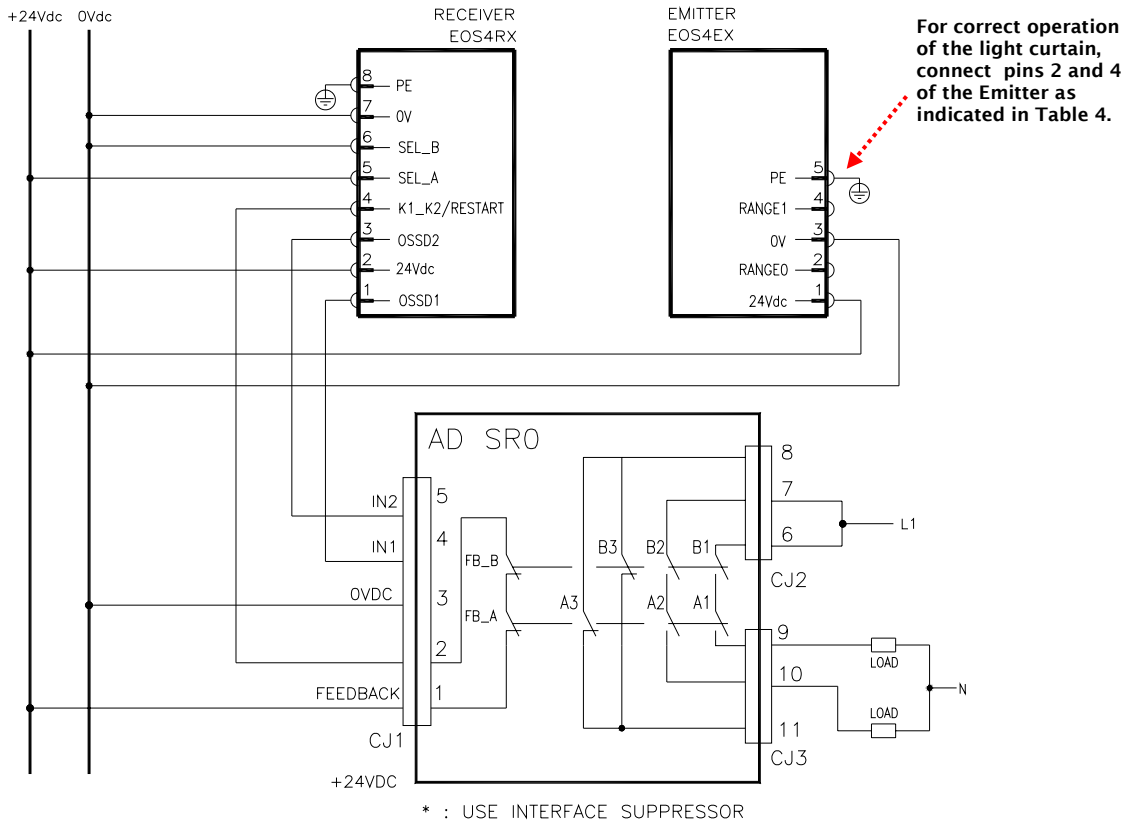 +24Vdc 0Vdc
RECEIVER
EOS4RX
EMITTER
EOS4EX
For correct operation
of the light curtain,
connect pins 2 and 4
of the Emitter as
indicated in Table 4.
8 PE
7 0V
6 SEL_B
5 SEL_A
4 K1_K2/RESTART
3 OSSD2
2 24Vdc
1 OSSD1
PE 5
RANGE1 4
0V 3
RANGE0 2
24Vdc 1
AD SR0
IN2 5
IN1 4
0VDC 3
2
FEEDBACK 1
CJ1
+24VDC
FB_B
FB_A
B3 B2 B1
A3 A2 A1
8
7
6
CJ2
L1
9
10
11
CJ3
LOAD
LOAD
N
* : USE INTERFACE SUPPRESSOR